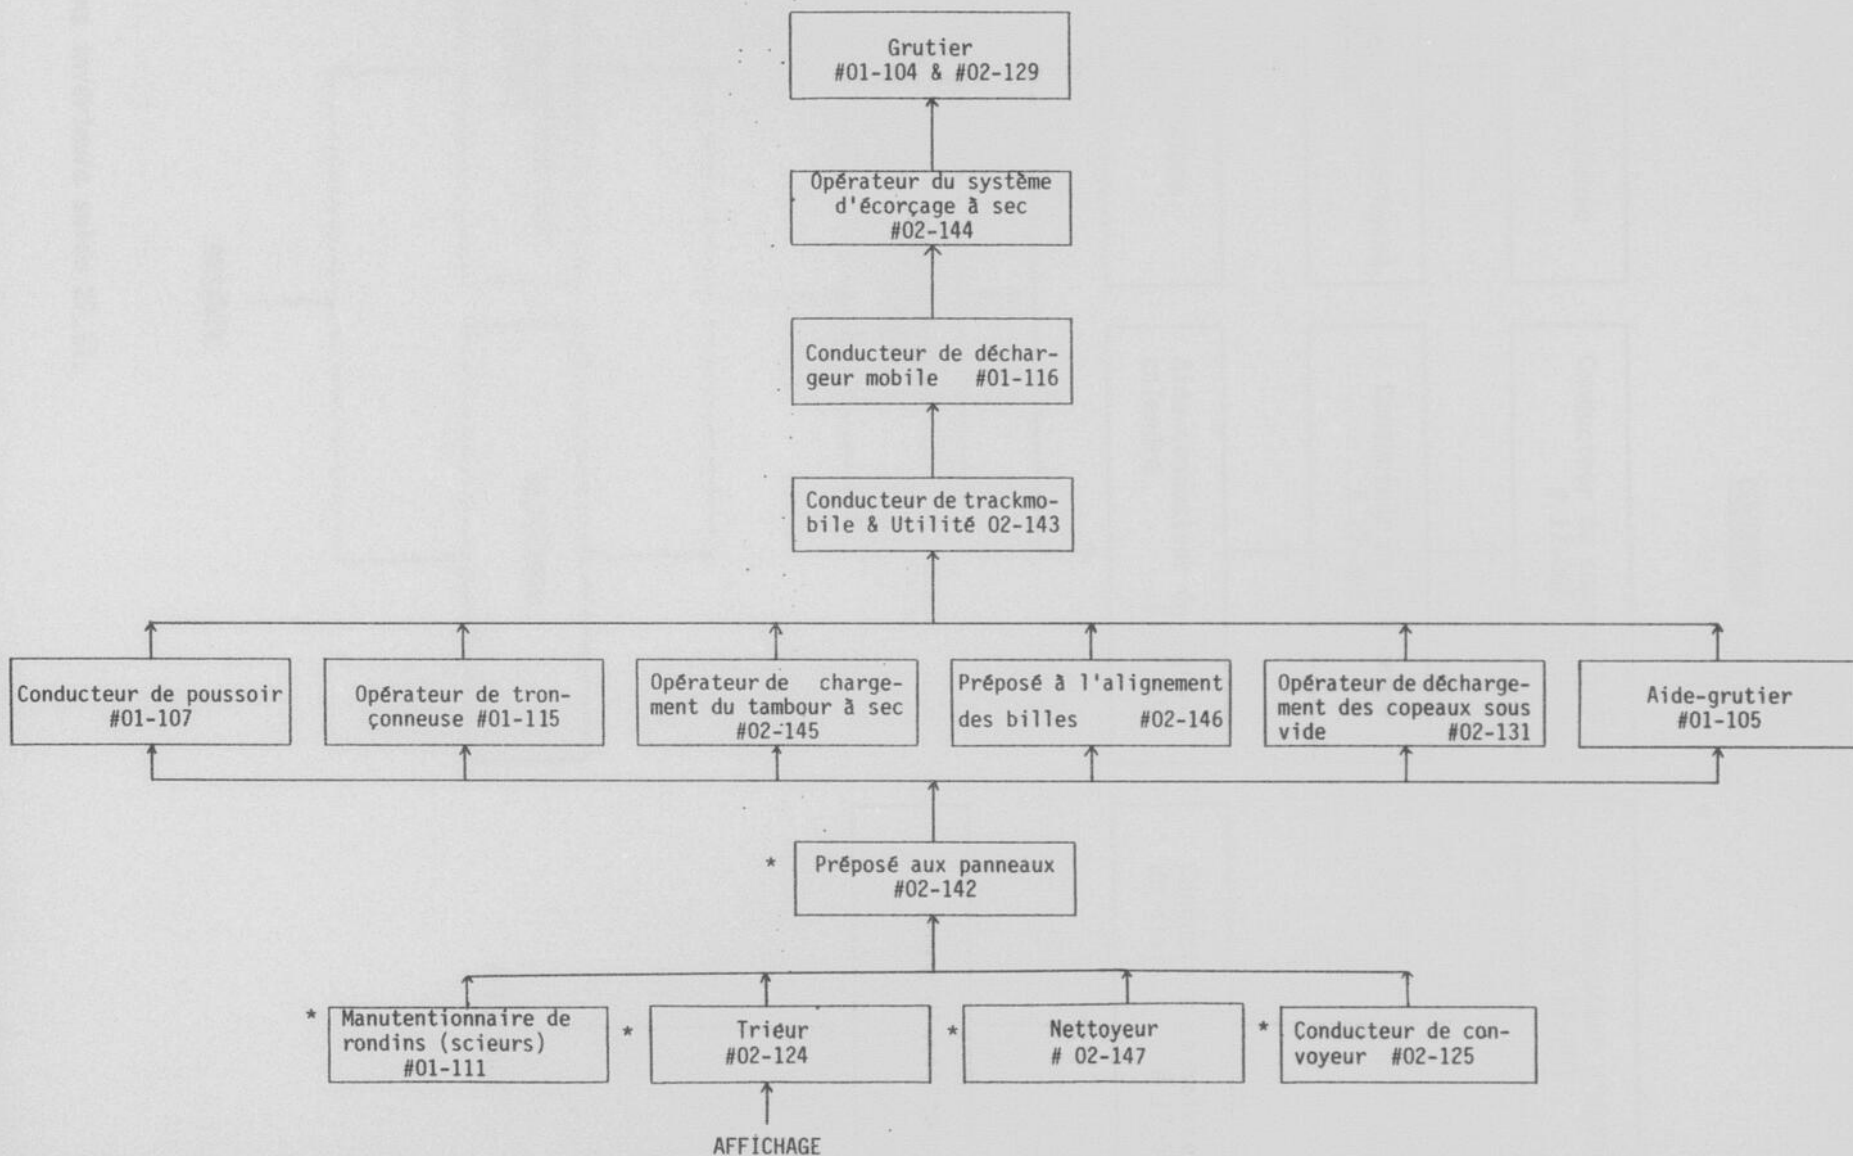 Grutier
#01-104 & #02-129
Opérateur du système
d'écorçage à sec
#02-144
Conducteur de déchar-
geur mobile #01-116
Conducteur de trackmo-
bile & Utilité 02-143
Conducteur de poussoir
#01-107
Opérateur de tron-
çonneuse #01-115
Opérateur de charge-
ment du tambour à sec
#02-145
Préposé à l'alignement
des billes #02-146
Opérateur de décharge-
ment des copeaux sous
vide #02-131
Aide-grutier
#01-105
* Préposé aux panneaux
#02-142
* Manutentionnaire de
rondins (scieurs)
#01-111
* Triéur
#02-124
* Nettoyeur
# 02-147
* Conducteur de con-
voyeur #02-125
AFFICHAGE